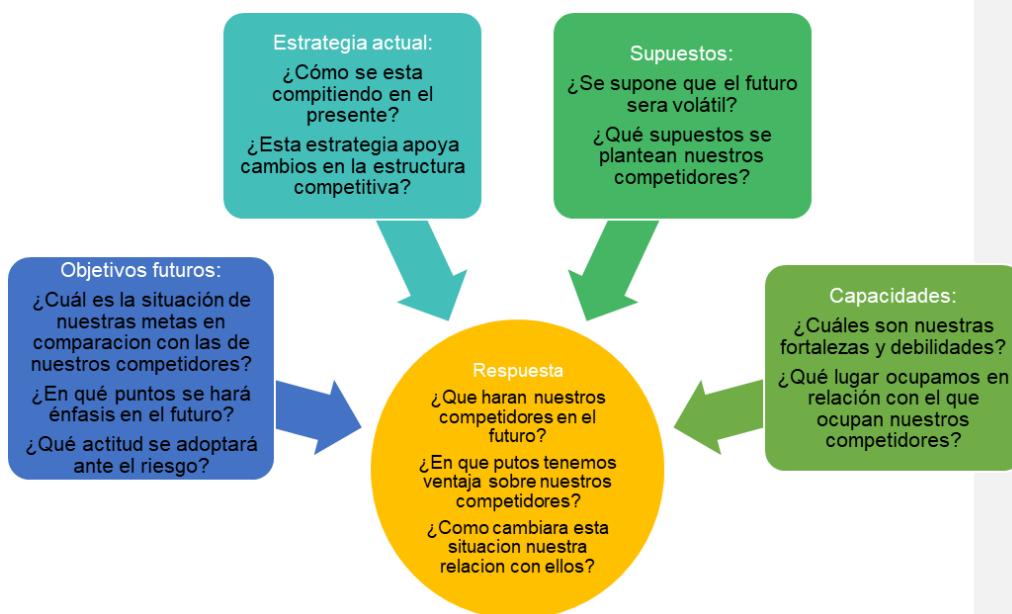 Estrategia actual:
¿Cómo se esta
compitiendo en el
presente?
¿Esta estrategia apoya
cambios en la estructura
competitiva?
Supuestos:
¿Se supone que el futuro
sera volátil?
¿Qué supuestos se
plantean nuestros
competidores?
Objetivos futuros:
¿Cuál es la situación de
nuestras metas en
comparacion con las de
nuestros competidores?
¿En qué puntos se hará
énfasis en el futuro?
¿Qué actitud se adoptará
ante el riesgo?
Capacidades:
¿Cuáles son nuestras
fortalezas y debilidades?
¿Qué lugar ocupamos en
relación con el que
ocupan nuestros
competidores?
Respuesta
¿Que haran nuestros
competidores en el
futuro?
¿En que putos tenemos
ventaja sobre nuestros
competidores?
¿Como cambiara esta
situacion nuestra
relacion con ellos?